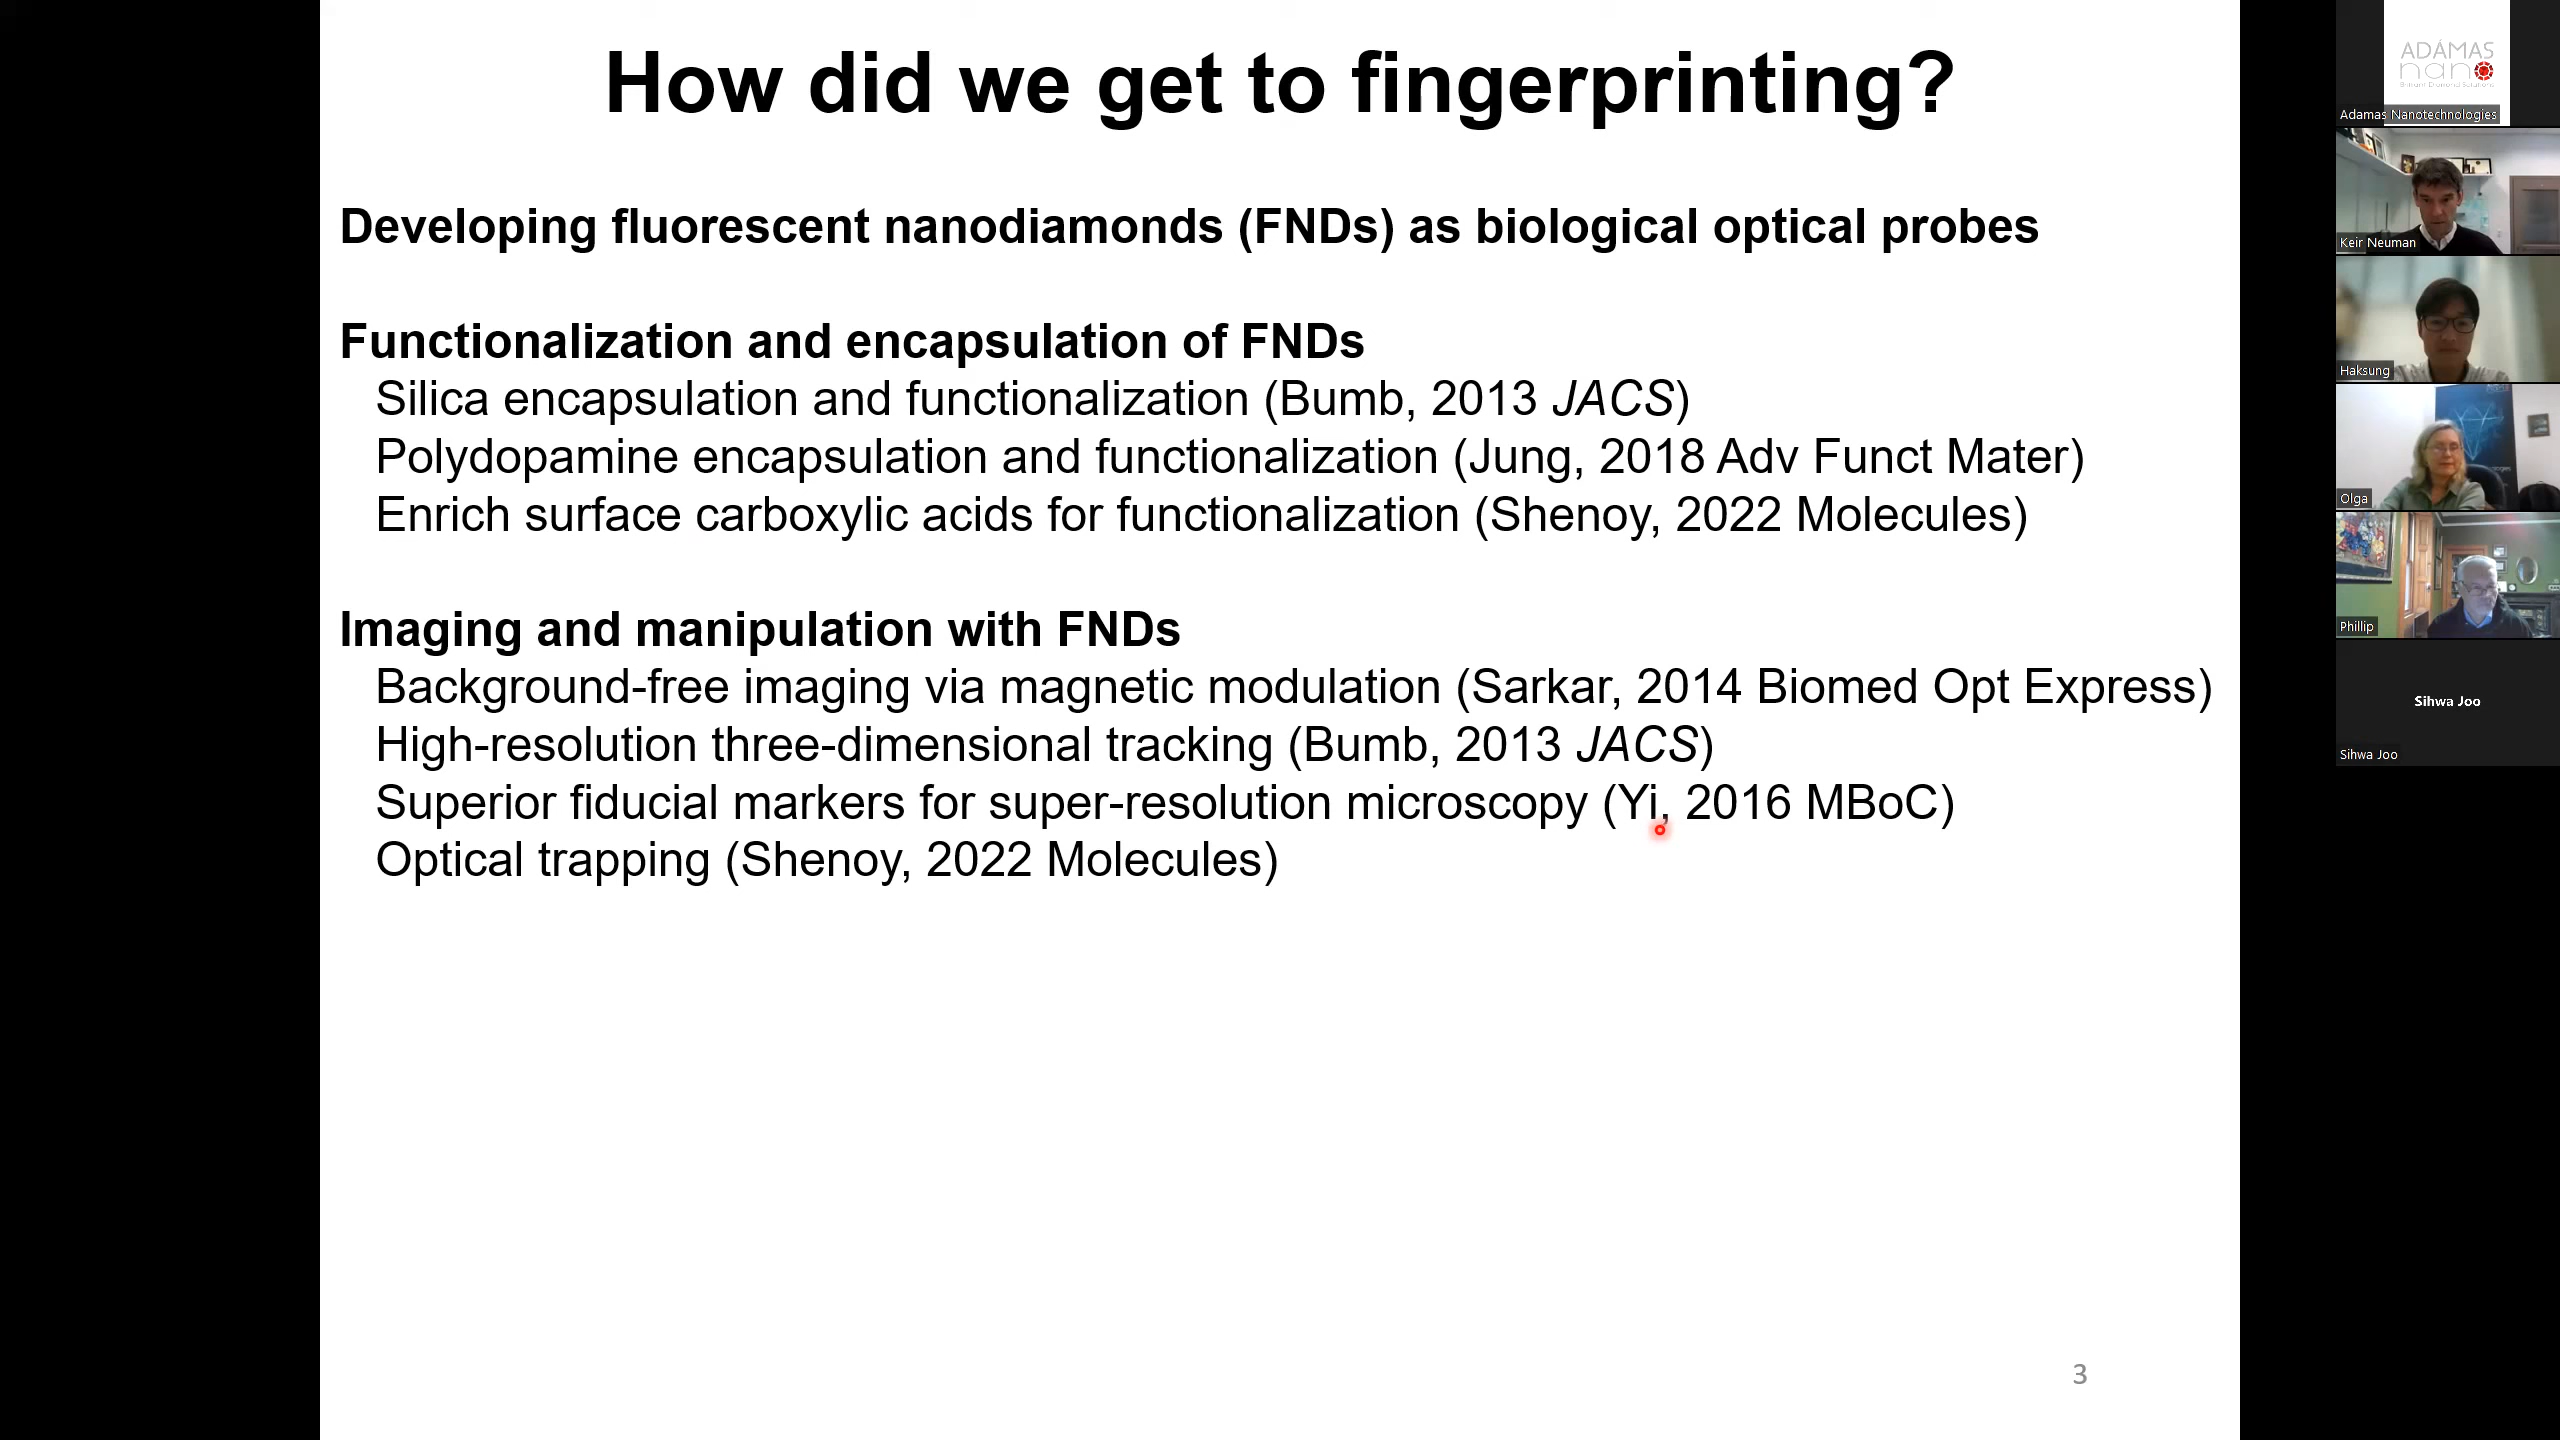 How did we get to fingerprinting?
Developing fluorescent nanodiamonds (FNDs) as biological optical probes
Functionalization and encapsulation of FNDs
Silica encapsulation and functionalization (Bumb, 2013 JACS)
Polydopamine encapsulation and functionalization (Jung, 2018 Adv Funct Mater)
Enrich surface carboxylic acids for functionalization (Shenoy, 2022 Molecules)
Imaging and manipulation with FNDs
Background-free imaging via magnetic modulation (Sarkar, 2014 Biomed Opt Express)
High-resolution three-dimensional tracking (Bumb, 2013 JACS)
Superior fiducial markers for super-resolution microscopy (Yi, 2016 MBoC)
Optical trapping (Shenoy, 2022 Molecules)
3
ADÁMAS
nano
Adamas Nanotechnologies
Keir Neuman
Haksung
Olga
Phillip
Sihwa Joo
Sihwa Joo